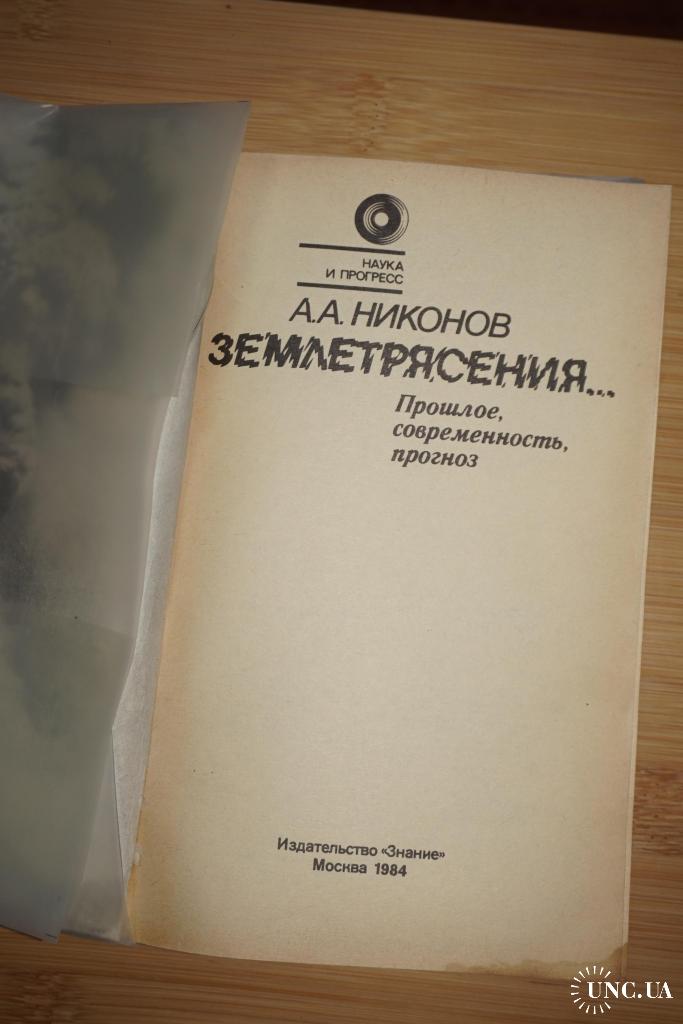 НАУКА
И ПРОГРЕСС
А.А. НИКОНОВ
ЗЕМЛЕТРЯСЕНИЯ...
Прошлое,
современность,
прогноз
Издательство «Знание»
Москва 1984
UNC.UA